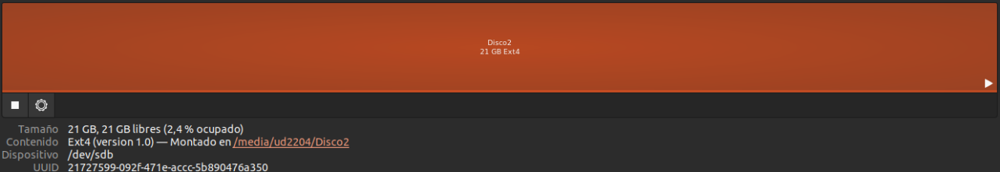 Disco2
21 GB Ext4
Tamaño 21 GB, 21 GB libres (2,4 % ocupado)
Contenido Ext4 (version 1.0) — Montado en /media/ud2204/Disco2
Dispositivo /dev/sdb
UUID 21727599-092f-471e-accc-5b890476a350